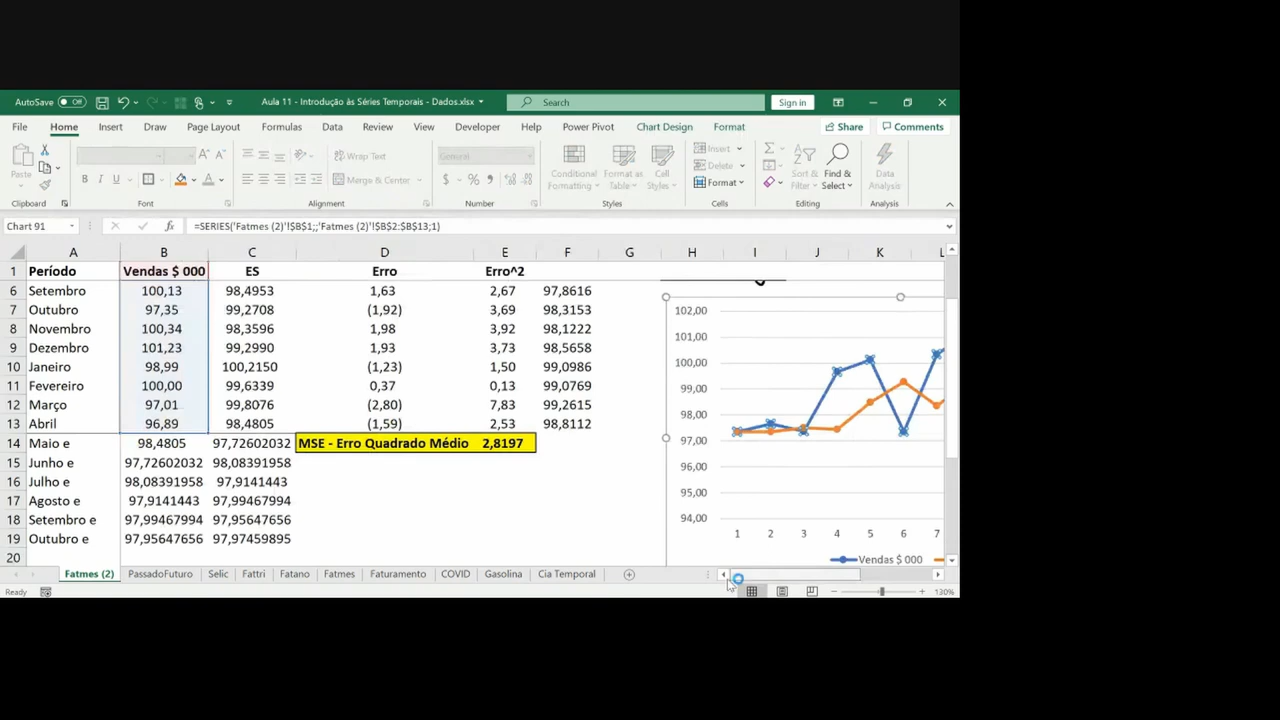 AutoSave Off Aula 11 - Introdução às Séries Temporais - Dados.xlsx Search Sign in
File Home Insert Draw Page Layout Formulas Data Review View Developer Help Power Pivot Chart Design Format Share Comments
Paste Wrap Text General Conditional Formatting Format as Table Cell Styles Insert Sort & Filter Find & Select Data Analysis
B I U Merge & Center $ % Delete Format
Clipboard Font Alignment Number Styles Cells Editing Analysis
Chart 91 fx =SERIES('Fatmes (2)'!$B$1;;'Fatmes (2)'!$B$2:$B$13;1)
A B C D E F G H I J K L
1 Período Vendas $ 000 ES Erro Erro^2
6 Setembro 100,13 98,4953 1,63 2,67 97,8616
7 Outubro 97,35 99,2708 (1,92) 3,69 98,3153
8 Novembro 100,34 98,3596 1,98 3,92 98,1222
9 Dezembro 101,23 99,2990 1,93 3,73 98,5658
10 Janeiro 98,99 100,2150 (1,23) 1,50 99,0986
11 Fevereiro 100,00 99,6339 0,37 0,13 99,0769
12 Março 97,01 99,8076 (2,80) 7,83 99,2615
13 Abril 96,89 98,4805 (1,59) 2,53 98,8112
14 Maio e 98,4805 97,72602032 MSE - Erro Quadrado Médio 2,8197
15 Junho e 97,72602032 98,08391958
16 Julho e 98,08391958 97,9141443
17 Agosto e 97,9141443 97,99467994
18 Setembro e 97,99467994 97,95647656
19 Outubro e 97,95647656 97,97459895
20
102,00
101,00
100,00
99,00
98,00
97,00
96,00
95,00
94,00
1 2 3 4 5 6 7
Vendas $ 000
Fatmes (2) PassadoFuturo Selic Fattri Fatano Fatmes Faturamento COVID Gasolina Cia Temporal
Ready 130%